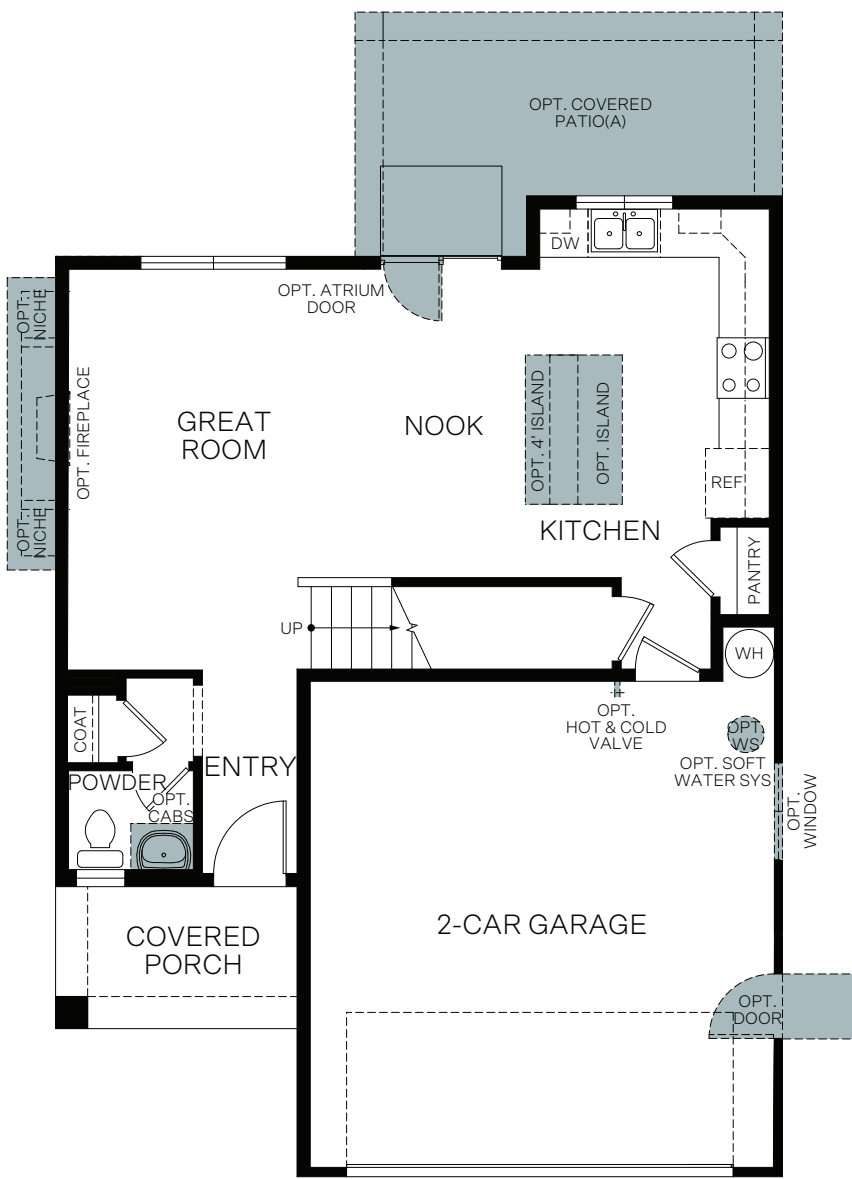 OPT. COVERED
PATIO(A)
DW
OPT. ATRIUM
DOOR
OPT.
NICHE
OPT. FIREPLACE
OPT.
NICHE
GREAT
ROOM
NOOK
OPT. 4' ISLAND
OPT. ISLAND
REF
KITCHEN
PANTRY
UP
WH
COAT
OPT.
HOT & COLD
VALVE
OPT.
WS
OPT. SOFT
WATER SYS
OPT.
WINDOW
POWDER
ENTRY
OPT.
CABS
2-CAR GARAGE
COVERED
PORCH
OPT.
DOOR